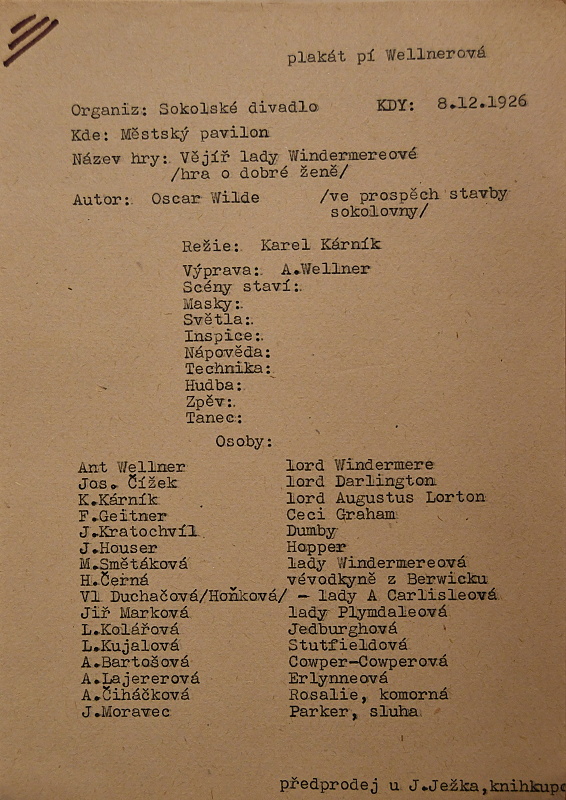 plakát pí Wellnerová
Organiz: Sokolské divadlo KDY: 8.12.1926
Kde: Městský pavilon
Název hry: Vějíř lady Windermereové
/hra o dobré ženě/
Autor: Oscar Wilde /ve prospěch stavby
sokolovny/
Režie: Karel Kárník
Výprava: A.Wellner
Scény staví:
Masky:
Světla:
Inspice:
Nápověda:
Technika:
Hudba:
Zpěv:
Tanec:
Osoby:
Ant Wellner lord Windermere
Jos. Čížek lord Darlington
K.Kárník lord Augustus Lorton
F.Geitner Ceci Graham
J.Kratochvíl Dumby
J.Houser Hopper
M.Smětáková lady Windermereová
H.Černá vévodkyně z Berwicku
Vl Duchačová/Hoňková/ - lady A Carlisleová
Jiř Marková lady Plymdaleová
L.Kolářová Jedburghová
L.Kujalová Stutfieldová
A.Bartošová Cowper-Cowperová
A.Lajererová Erlynneová
A.Čiháčková Rosalie, komorná
J.Moravec Parker, sluha
předprodej u J.Ježka,knihkupc